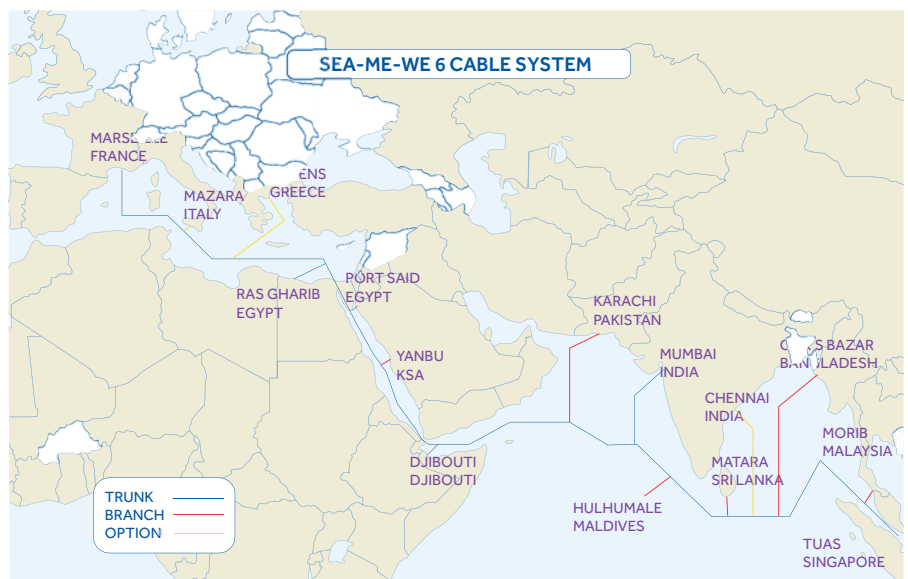 SEA-ME-WE 6 CABLE SYSTEM
FRANCE
MAZARA
ITALY
GREECE
RAS GHARIB
EGYPT
PORT SAID
EGYPT
YANBU
KSA
DJIBOUTI
DJIBOUTI
KARACHI
PAKISTAN
MUMBAI
INDIA
CHENNAI
INDIA
BAZAR
BANGLADESH
MATARA
SRI LANKA
HULHUMALE
MALDIVES
MORIB
MALAYSIA
TUAS
SINGAPORE
TRUNK
BRANCH
OPTION